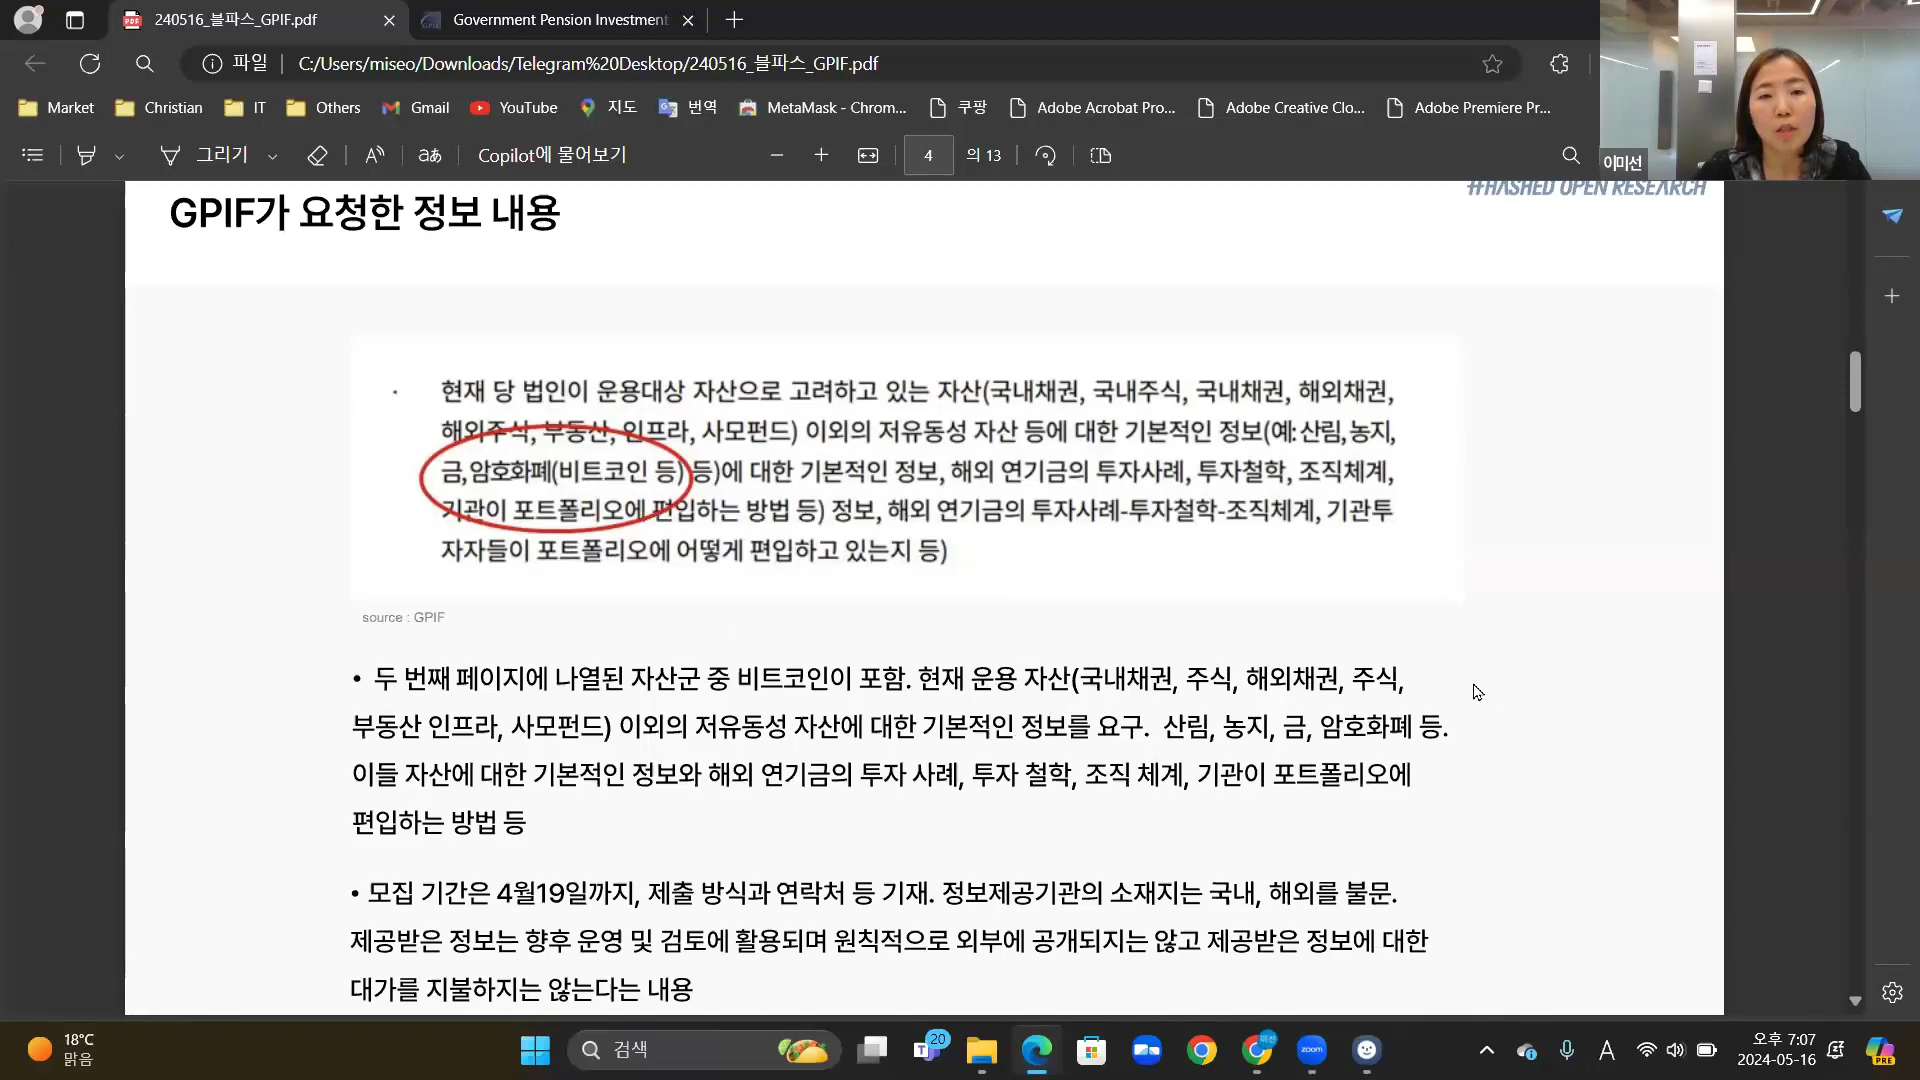 240516_블파스_GPIF.pdf
Government Pension Investment
파일
C:/Users/miseo/Downloads/Telegram%20Desktop/240516_블파스_GPIF.pdf
Market
Christian
IT
Others
Gmail
YouTube
지도
번역
MetaMask - Chrom...
쿠팡
Adobe Acrobat Pro...
Adobe Creative Clo...
Adobe Premiere Pr...
그리기
Copilot에 물어보기
4
의 13
이미선
#HASHED OPEN RESEARCH
GPIF가 요청한 정보 내용
· 현재 당 법인이 운용대상 자산으로 고려하고 있는 자산(국내채권, 국내주식, 국내채권, 해외채권,
해외주식, 부동산, 인프라, 사모펀드) 이외의 저유동성 자산 등에 대한 기본적인 정보(예: 산림, 농지,
금, 암호화폐(비트코인 등) 등)에 대한 기본적인 정보, 해외 연기금의 투자사례, 투자철학, 조직체계,
기관이 포트폴리오에 편입하는 방법 등) 정보, 해외 연기금의 투자사례-투자철학-조직체계, 기관투
자자들이 포트폴리오에 어떻게 편입하고 있는지 등)
source : GPIF
• 두 번째 페이지에 나열된 자산군 중 비트코인이 포함. 현재 운용 자산(국내채권, 주식, 해외채권, 주식,
부동산 인프라, 사모펀드) 이외의 저유동성 자산에 대한 기본적인 정보를 요구. 산림, 농지, 금, 암호화폐 등.
이들 자산에 대한 기본적인 정보와 해외 연기금의 투자 사례, 투자 철학, 조직 체계, 기관이 포트폴리오에
편입하는 방법 등
• 모집 기간은 4월19일까지, 제출 방식과 연락처 등 기재. 정보제공기관의 소재지는 국내, 해외를 불문.
제공받은 정보는 향후 운영 및 검토에 활용되며 원칙적으로 외부에 공개되지는 않고 제공받은 정보에 대한
대가를 지불하지는 않는다는 내용
18°C
맑음
검색
20
zoom
A
오후 7:07
2024-05-16
PRE